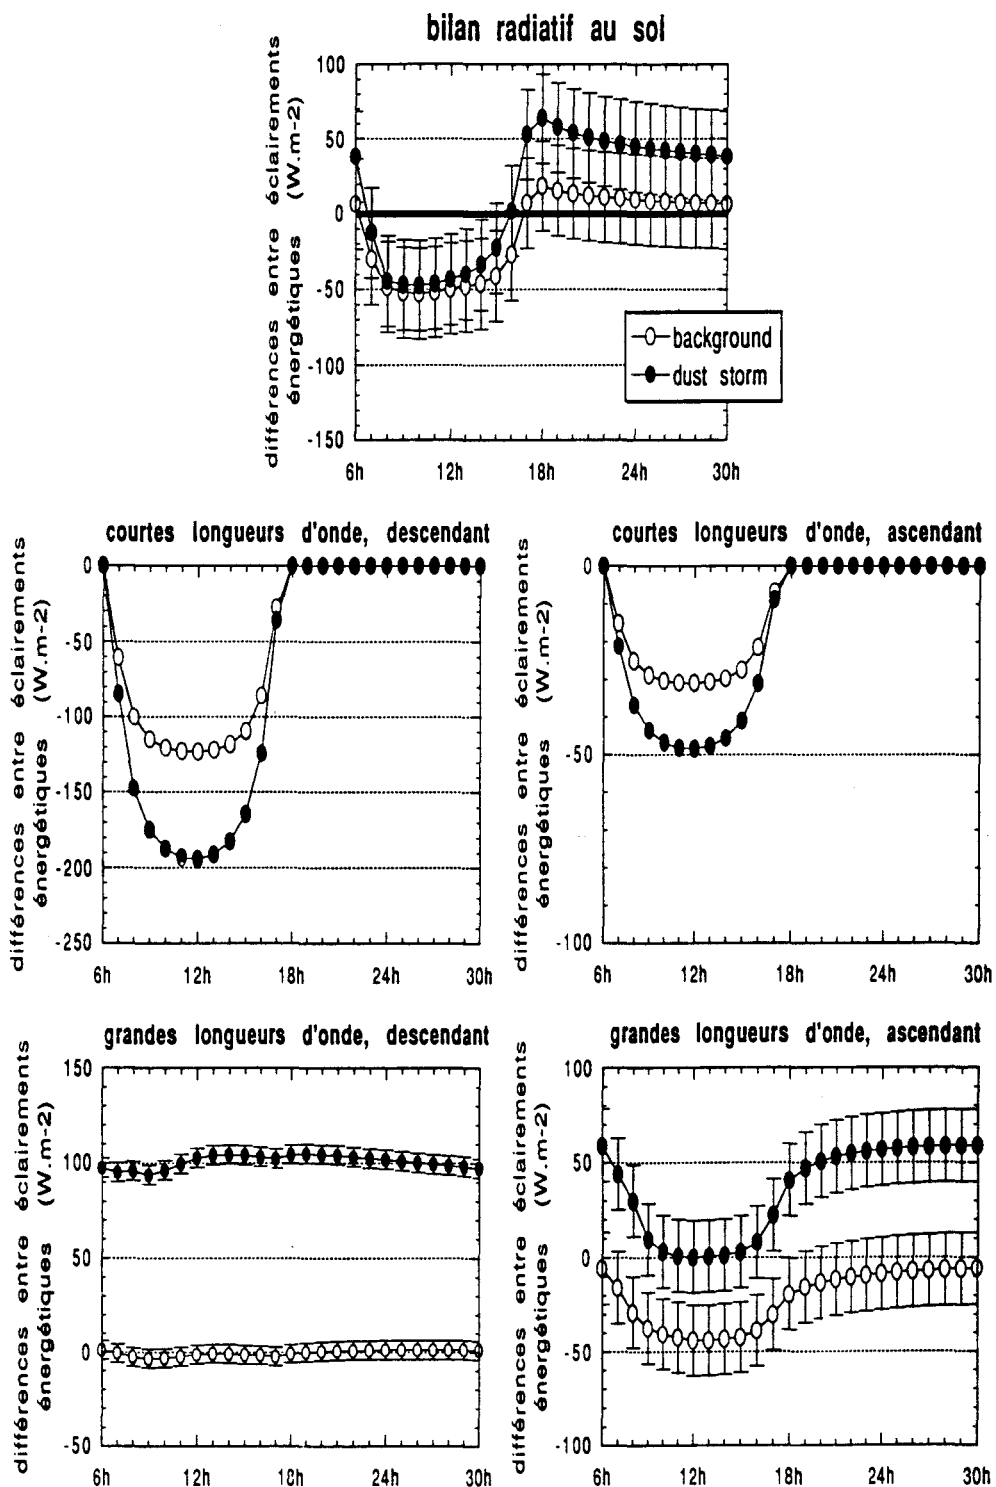 bilan radiatif au sol
différences entre éclairements
énergétiques (W.m-2)
100
50
0
-50
-100
-150
6h 12h 18h 24h 30h
background
dust storm
courtes longueurs d'onde, descendant
différences entre éclairements
énergétiques (W.m-2)
0
-50
-100
-150
-200
-250
6h 12h 18h 24h 30h
courtes longueurs d'onde, ascendant
différences entre éclairements
énergétiques (W.m-2)
0
-50
-100
6h 12h 18h 24h 30h
grandes longueurs d'onde, descendant
différences entre éclairements
énergétiques (W.m-2)
150
100
50
0
-50
6h 12h 18h 24h 30h
grandes longueurs d'onde, ascendant
différences entre éclairements
énergétiques (W.m-2)
100
50
0
-50
-100
6h 12h 18h 24h 30h